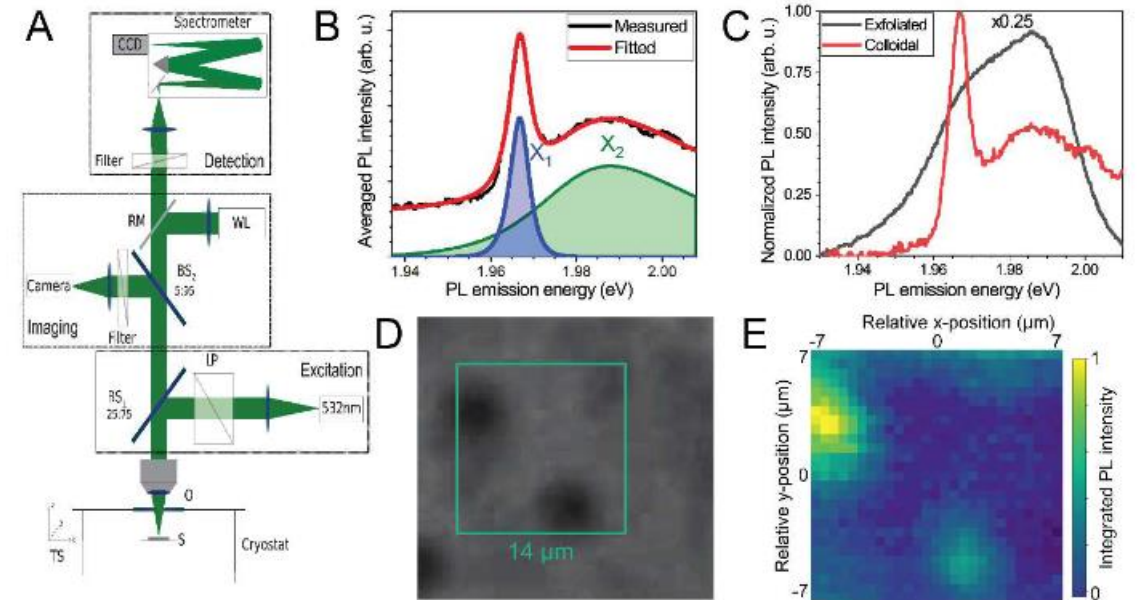 A
Spectrometer
CCD
Filter
Detection
RM
WL
BS2
5:95
Camera
Imaging
Filter
LP
Excitation
BS1
25:75
532nm
O
TS
S
Cryostat
B
Averaged PL intensity (arb. u.)
Measured
Fitted
X1
X2
1.94
1.96
1.98
2.00
PL emission energy (eV)
C
Normalized PL intensity (arb. u.)
1.00
0.75
0.50
0.25
0.00
Exfoliated
Colloidal
x0.25
1.94
1.96
1.98
2.00
PL emission energy (eV)
D
14 μm
E
Relative x-position (μm)
-7
0
7
Relative y-position (μm)
7
0
-7
1
0
Integrated PL intensity